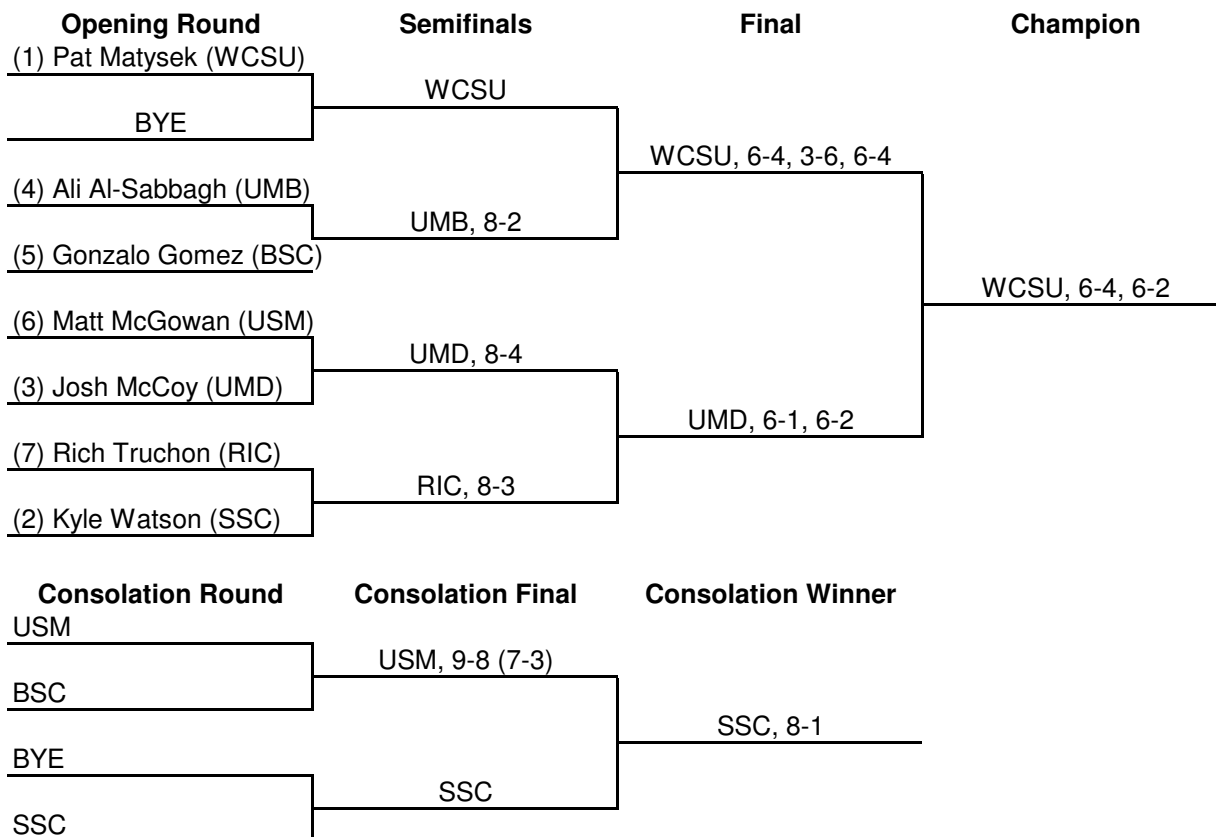 Opening Round Semifinals Final Champion
(1) Pat Matysek (WCSU)
WCSU
BYE
WCSU, 6-4, 3-6, 6-4
(4) Ali Al-Sabbagh (UMB)
UMB, 8-2
(5) Gonzalo Gomez (BSC)
WCSU, 6-4, 6-2
(6) Matt McGowan (USM)
UMD, 8-4
(3) Josh McCoy (UMD)
UMD, 6-1, 6-2
(7) Rich Truchon (RIC)
RIC, 8-3
(2) Kyle Watson (SSC)
Consolation Round Consolation Final Consolation Winner
USM
USM, 9-8 (7-3)
BSC
SSC, 8-1
BYE
SSC
SSC